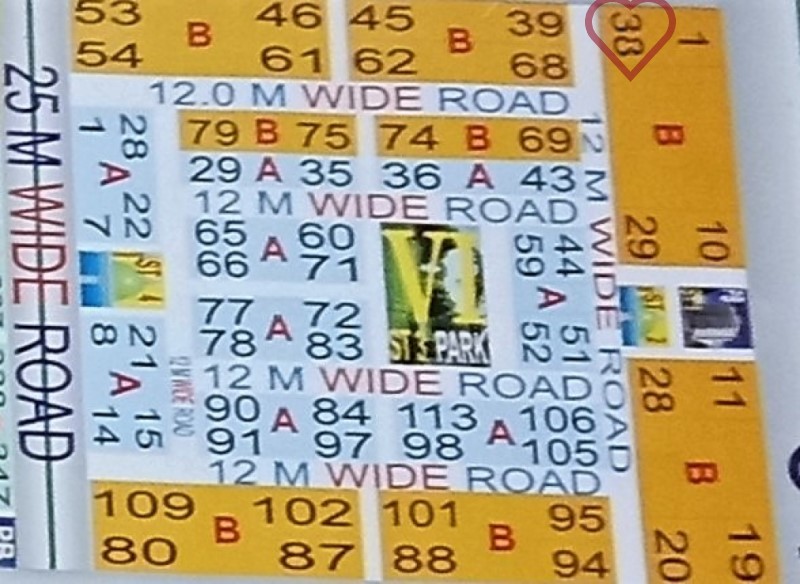 53 B 46
54 61
45 B 39
62 68
38 1
B
29 10
12.0 M WIDE ROAD
25 M WIDE ROAD
28 A 22
1 7
79 B 75
74 B 69
29 A 35
36 A 43
12 M WIDE ROAD
12 M WIDE ROAD
65 A 60
66 71
VI
ST'S PARK
44 A 51
59 52
77 A 72
78 83
21 A 15
8 14
12 M WIDE ROAD
12 M WIDE ROAD
90 A 84
91 97
113 A 106
98 105
28 11
B
20 19
12 M WIDE ROAD
109 B 102
80 87
101 B 95
88 94